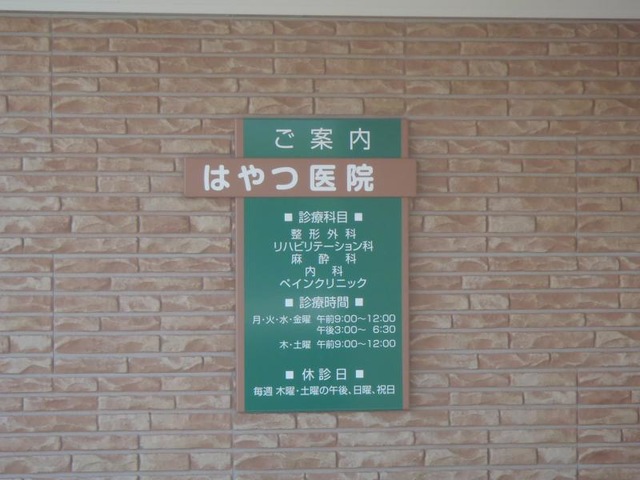 ご案内
はやつ医院
■ 診療科目 ■
整形外科
リハビリテーション科
麻酔科
内科
ペインクリニック
■ 診療時間 ■
月・火・水・金曜 午前9:00〜12:00
午後3:00〜 6:30
木・土曜 午前9:00〜12:00
■ 休診日 ■
毎週 木曜・土曜の午後、日曜、祝日